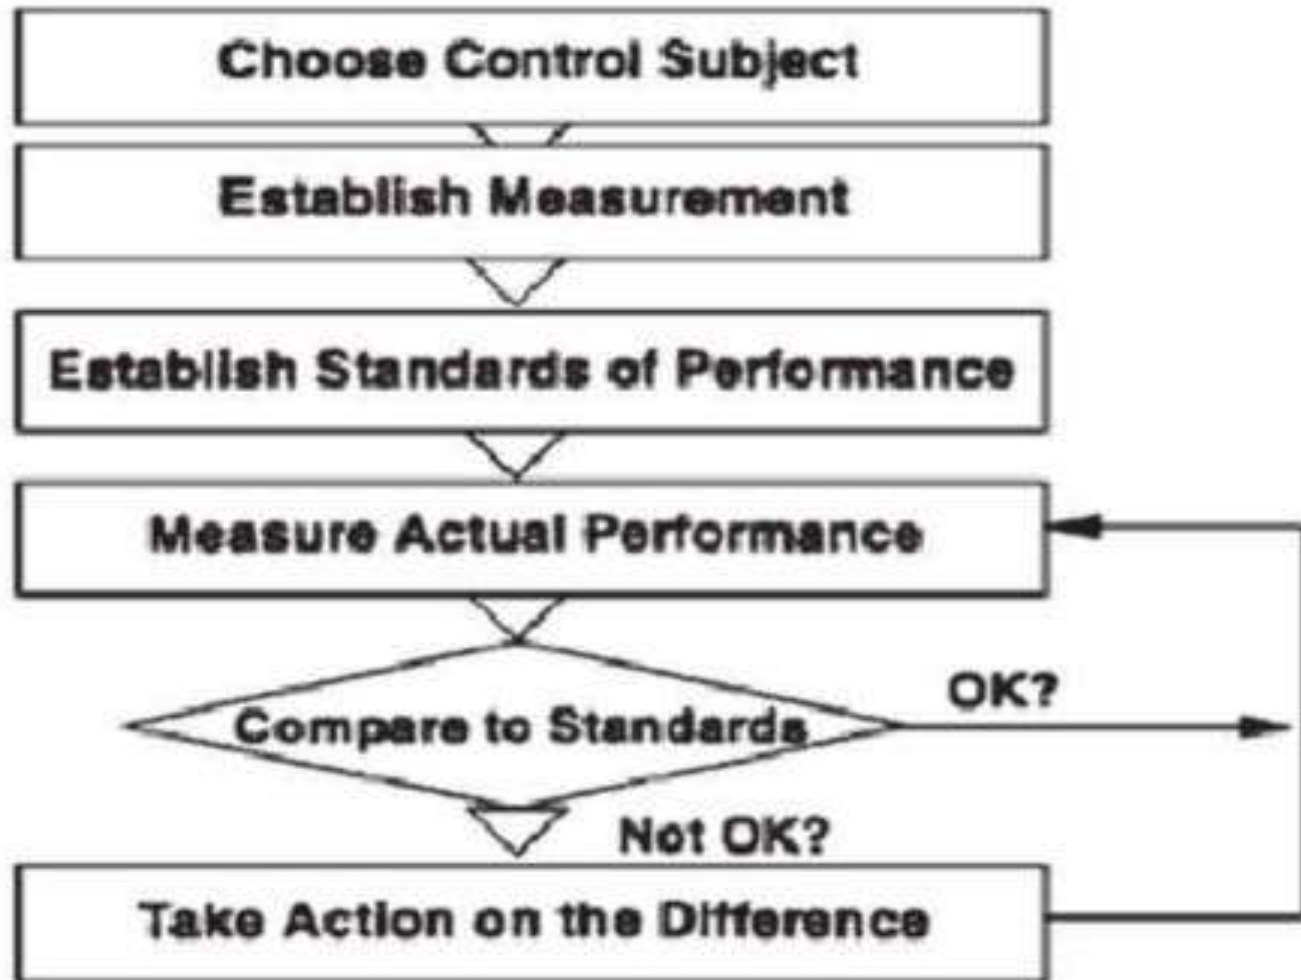 Choose Control Subject
Establish Measurement
Establish Standards of Performance
Measure Actual Performance
Compare to Standards
OK?
Not OK?
Take Action on the Difference